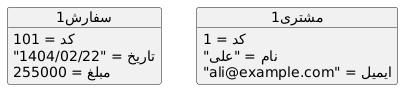 مشتری1
کد = 1
نام = "علی"
ایمیل = "ali@example.com"
سفارش1
کد = 101
تاریخ = "1404/02/22"
مبلغ = 255000